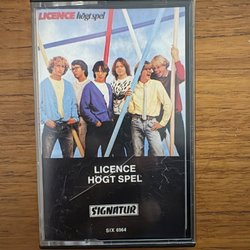 LICENCE högt spel
LICENCE
HÖGT SPEL
SIGNATUR
SIX 6964